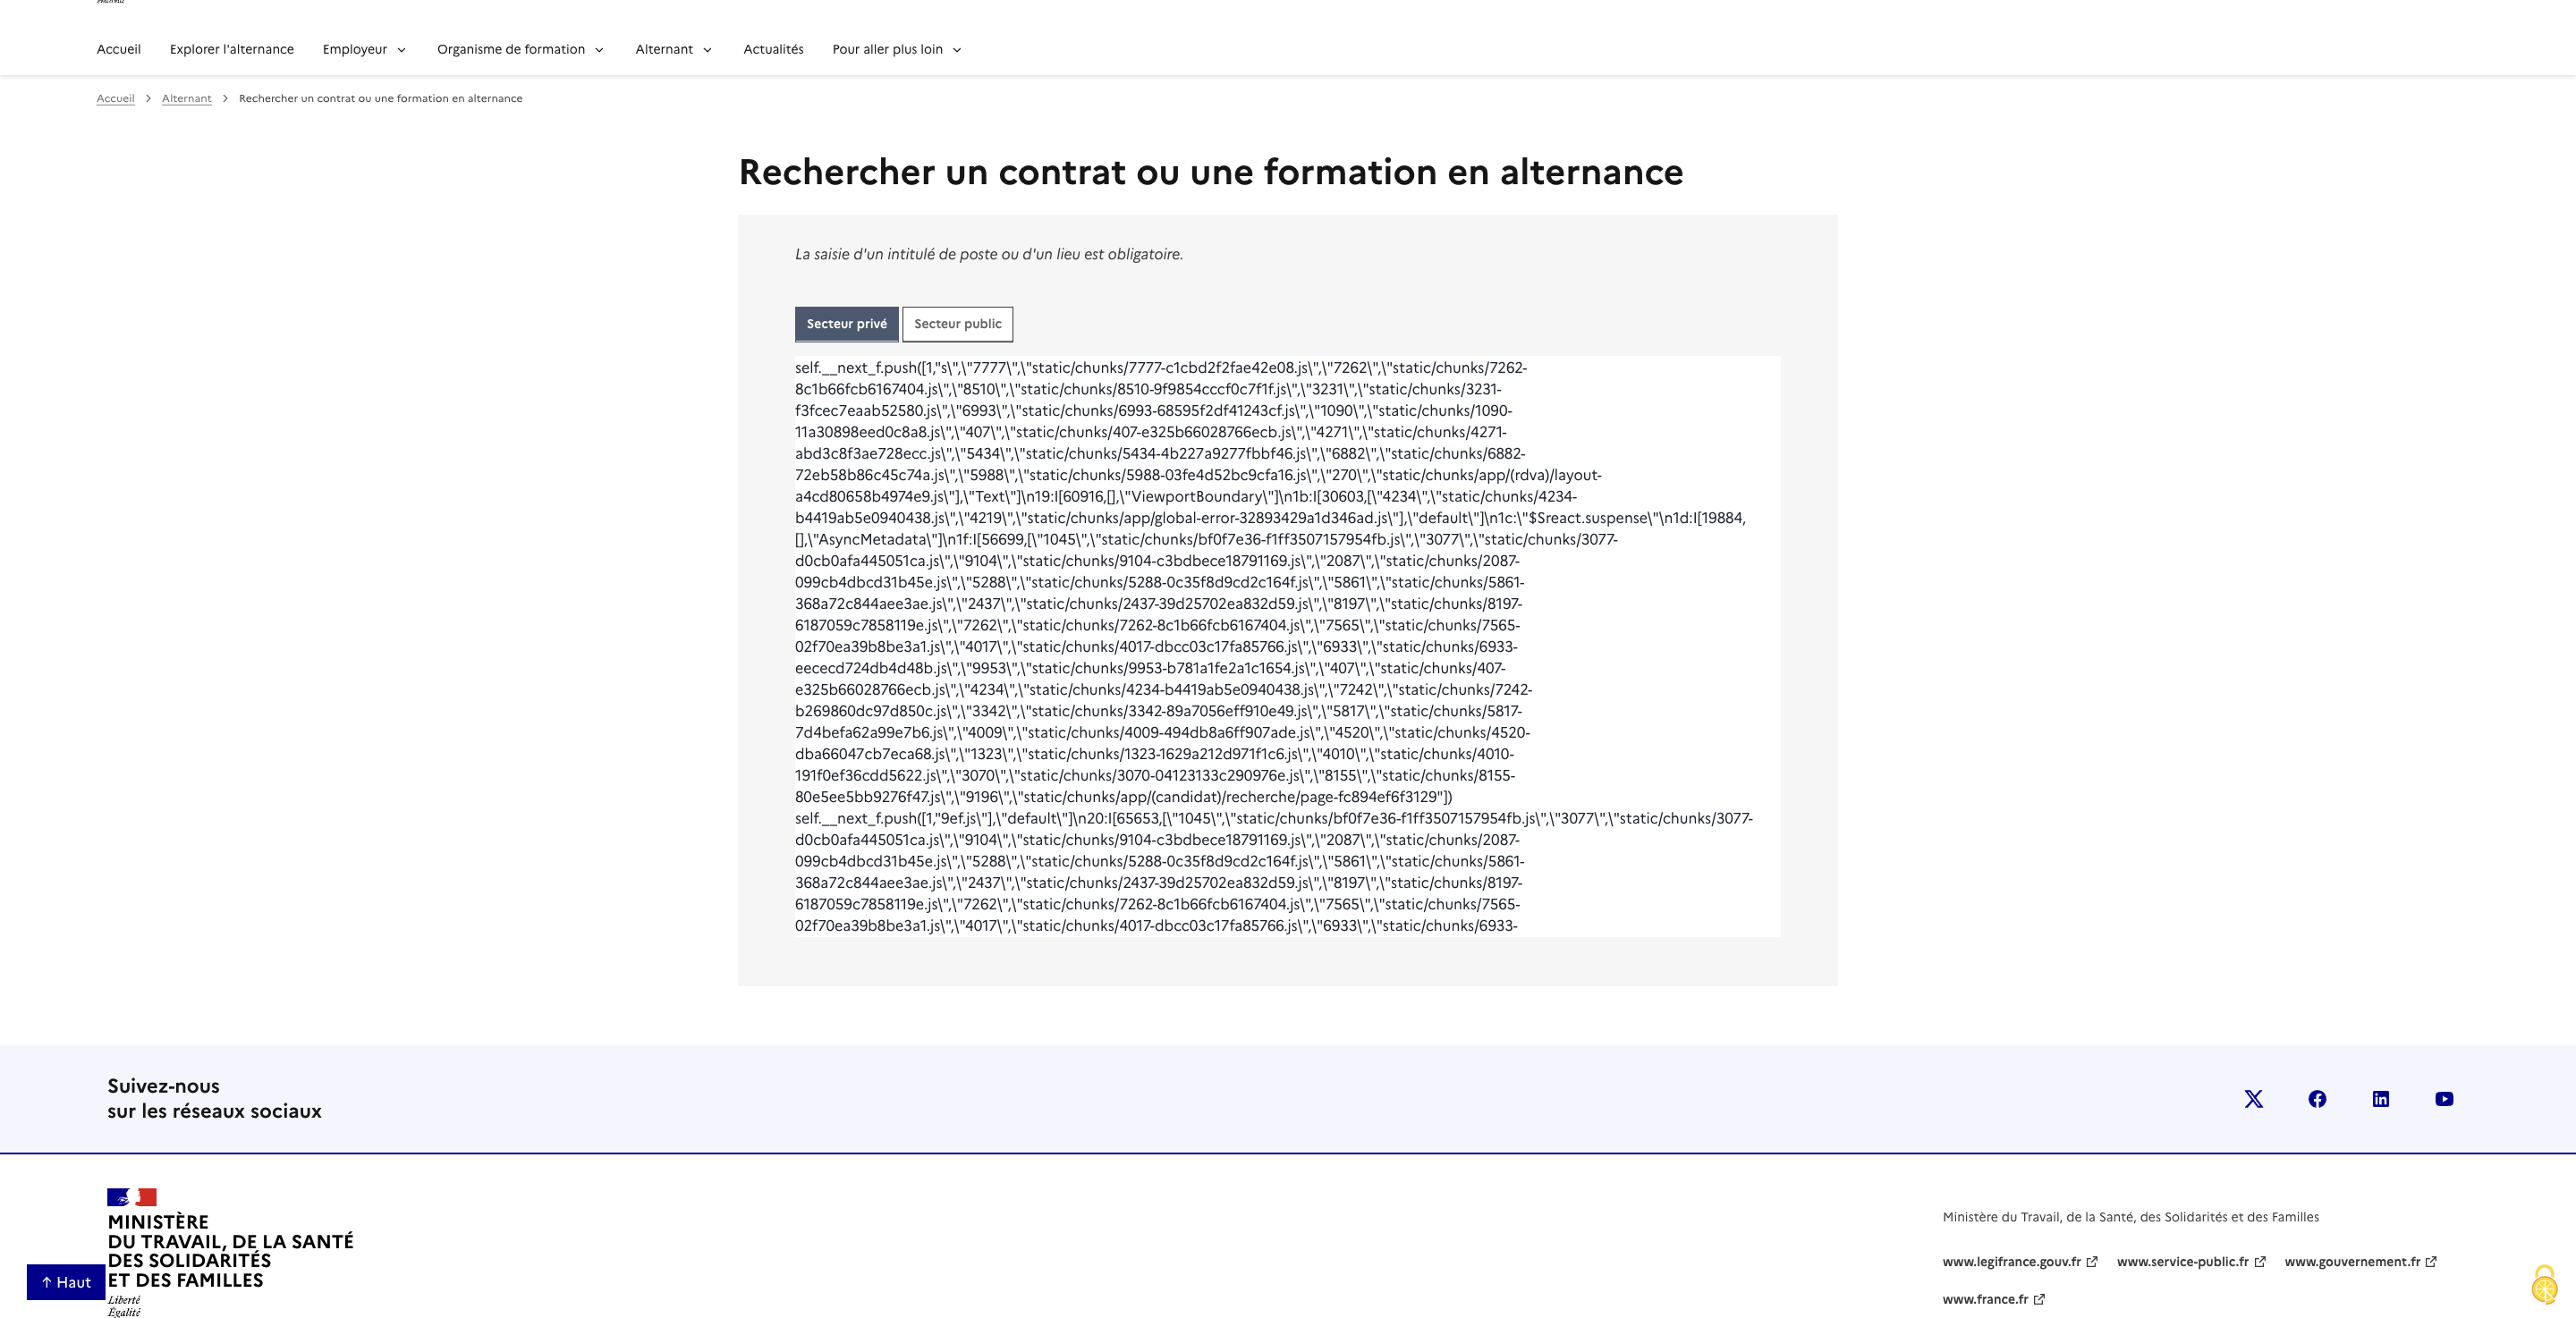 Accueil
Explorer l'alternance
Employeur
Organisme de formation
Alternant
Actualités
Pour aller plus loin
Accueil
Alternant
Rechercher un contrat ou une formation en alternance
Rechercher un contrat ou une formation en alternance
La saisie d'un intitulé de poste ou d'un lieu est obligatoire.
Secteur privé
Secteur public
self.__next_f.push([1,"s\",\"7777\",\"static/chunks/7777-c1cbd2f2fae42e08.js\",\"7262\",\"static/chunks/7262-
8c1b66fcb6167404.js\",\"8510\",\"static/chunks/8510-9f9854cccf0c7f1f.js\",\"3231\",\"static/chunks/3231-
f3fcec7eaab52580.js\",\"6993\",\"static/chunks/6993-68595f2df41243cf.js\",\"1090\",\"static/chunks/1090-
11a30898eed0c8a8.js\",\"407\",\"static/chunks/407-e325b66028766ecb.js\",\"4271\",\"static/chunks/4271-
abd3c8f3ae728ecc.js\",\"5434\",\"static/chunks/5434-4b227a9277fbbf46.js\",\"6882\",\"static/chunks/6882-
72eb58b86c45c74a.js\",\"5988\",\"static/chunks/5988-03fe4d52bc9cfa16.js\",\"270\",\"static/chunks/app/(rdva)/layout-
a4cd80658b4974e9.js\"],\"Text\"]\n19:I[60916,[],\"ViewportBoundary\"]\n1b:I[30603,[\"4234\",\"static/chunks/4234-
b4419ab5e0940438.js\",\"4219\",\"static/chunks/app/global-error-32893429a1d346ad.js\"],\"default\"]\n1c:\"$Sreact.suspense\"\n1d:I[19884,
[],\"AsyncMetadata\"]\n1f:I[56699,[\"1045\",\"static/chunks/bf0f7e36-f1ff3507157954fb.js\",\"3077\",\"static/chunks/3077-
d0cb0afa445051ca.js\",\"9104\",\"static/chunks/9104-c3bdbece18791169.js\",\"2087\",\"static/chunks/2087-
099cb4dbcd31b45e.js\",\"5288\",\"static/chunks/5288-0c35f8d9cd2c164f.js\",\"5861\",\"static/chunks/5861-
368a72c844aee3ae.js\",\"2437\",\"static/chunks/2437-39d25702ea832d59.js\",\"8197\",\"static/chunks/8197-
6187059c7858119e.js\",\"7262\",\"static/chunks/7262-8c1b66fcb6167404.js\",\"7565\",\"static/chunks/7565-
02f70ea39b8be3a1.js\",\"4017\",\"static/chunks/4017-dbcc03c17fa85766.js\",\"6933\",\"static/chunks/6933-
eececd724db4d48b.js\",\"9953\",\"static/chunks/9953-b781a1fe2a1c1654.js\",\"407\",\"static/chunks/407-
e325b66028766ecb.js\",\"4234\",\"static/chunks/4234-b4419ab5e0940438.js\",\"7242\",\"static/chunks/7242-
b269860dc97d850c.js\",\"3342\",\"static/chunks/3342-89a7056eff910e49.js\",\"5817\",\"static/chunks/5817-
7d4befa62a99e7b6.js\",\"4009\",\"static/chunks/4009-494db8a6ff907ade.js\",\"4520\",\"static/chunks/4520-
dba66047cb7eca68.js\",\"1323\",\"static/chunks/1323-1629a212d971f1c6.js\",\"4010\",\"static/chunks/4010-
191f0ef36cdd5622.js\",\"3070\",\"static/chunks/3070-04123133c290976e.js\",\"8155\",\"static/chunks/8155-
80e5ee5bb9276f47.js\",\"9196\",\"static/chunks/app/(candidat)/recherche/page-fc894ef6f3129"])
self.__next_f.push([1,"9ef.js\"],\"default\"]\n20:I[65653,[\"1045\",\"static/chunks/bf0f7e36-f1ff3507157954fb.js\",\"3077\",\"static/chunks/3077-
d0cb0afa445051ca.js\",\"9104\",\"static/chunks/9104-c3bdbece18791169.js\",\"2087\",\"static/chunks/2087-
099cb4dbcd31b45e.js\",\"5288\",\"static/chunks/5288-0c35f8d9cd2c164f.js\",\"5861\",\"static/chunks/5861-
368a72c844aee3ae.js\",\"2437\",\"static/chunks/2437-39d25702ea832d59.js\",\"8197\",\"static/chunks/8197-
6187059c7858119e.js\",\"7262\",\"static/chunks/7262-8c1b66fcb6167404.js\",\"7565\",\"static/chunks/7565-
02f70ea39b8be3a1.js\",\"4017\",\"static/chunks/4017-dbcc03c17fa85766.js\",\"6933\",\"static/chunks/6933-
Suivez-nous
sur les réseaux sociaux
MINISTÈRE
DU TRAVAIL, DE LA SANTÉ
DES SOLIDARITÉS
ET DES FAMILLES
Liberté
Égalité
Haut
Ministère du Travail, de la Santé, des Solidarités et des Familles
www.legifrance.gouv.fr
www.service-public.fr
www.gouvernement.fr
www.france.fr